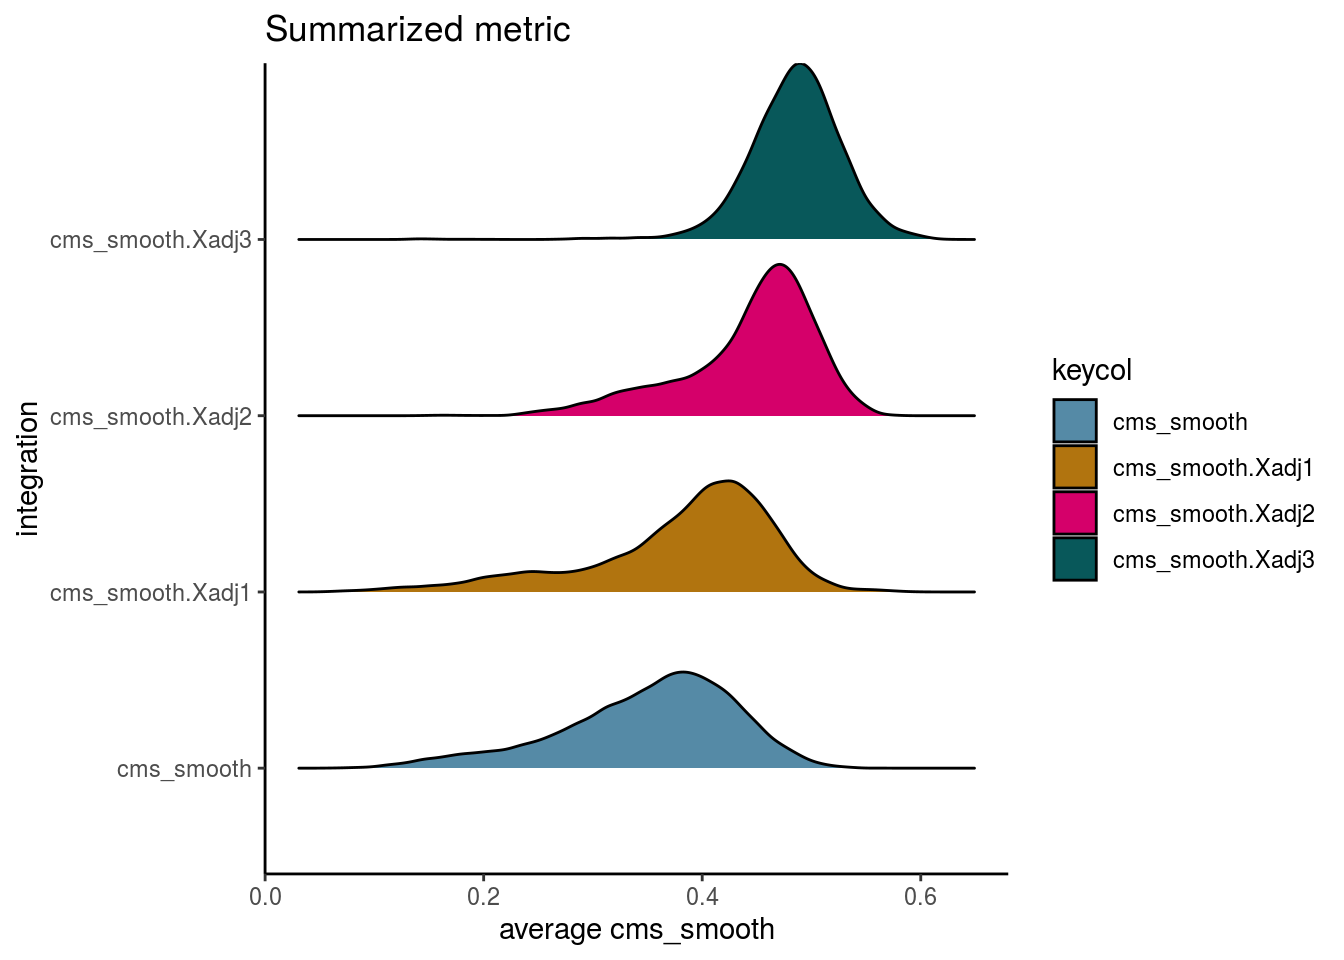 Summarized metric
cms_smooth.Xadj3
cms_smooth.Xadj2
cms_smooth.Xadj1
cms_smooth
integration
0.0
0.2
0.4
0.6
average cms_smooth
keycol
cms_smooth
cms_smooth.Xadj1
cms_smooth.Xadj2
cms_smooth.Xadj3